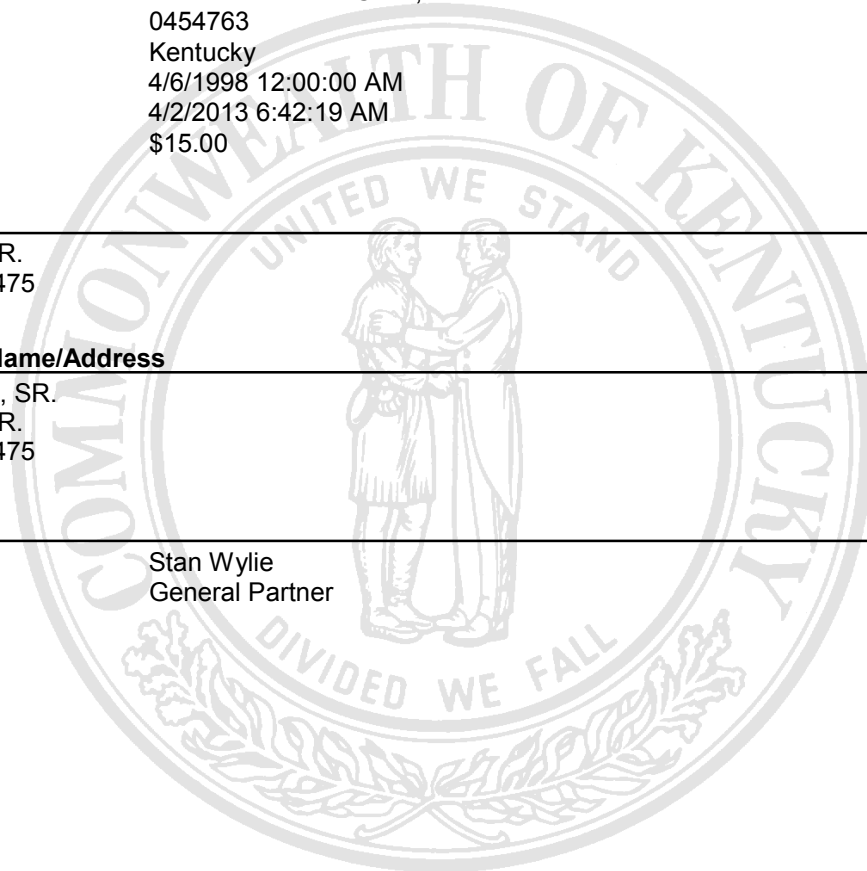 0454763
Kentucky
4/6/1998 12:00:00 AM
4/2/2013 6:42:19 AM
$15.00
R.
475
Name/Address
, SR.
R.
475
Stan Wylie
General Partner
COMMONWEALTH OF KENTUCKY
UNITED WE STAND
DIVIDED WE FALL